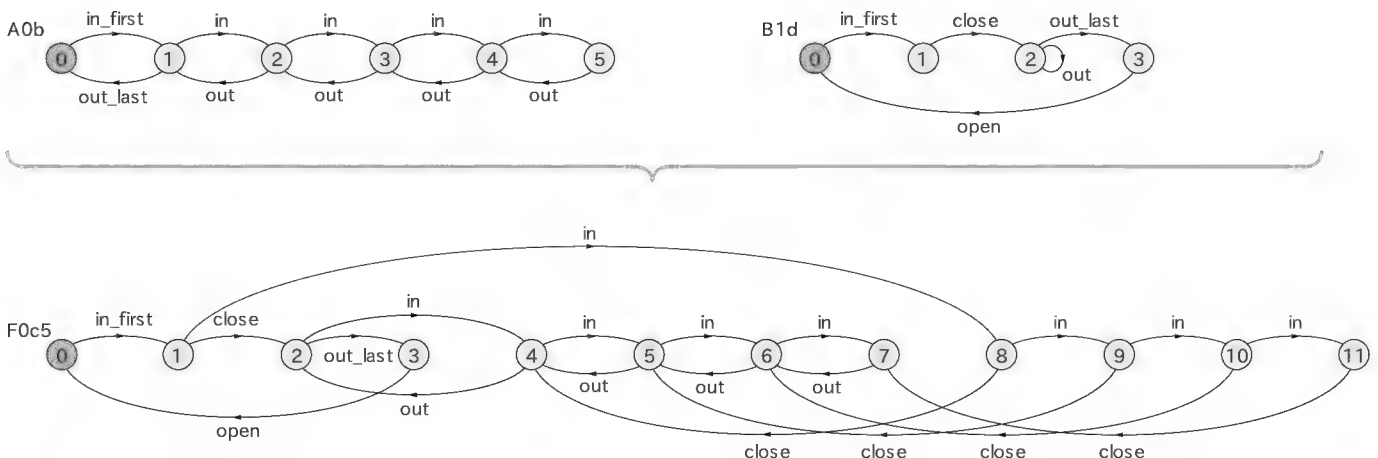 A0b in_first in in in in
0 1 2 3 4 5
out_last out out out out
B1d in_first close out_last
0 1 2 3
out
open
in
in
F0c5 in_first close in in in in in in
0 1 2 3 4 5 6 7 8 9 10 11
out_last
out out out
out
open
close close close close